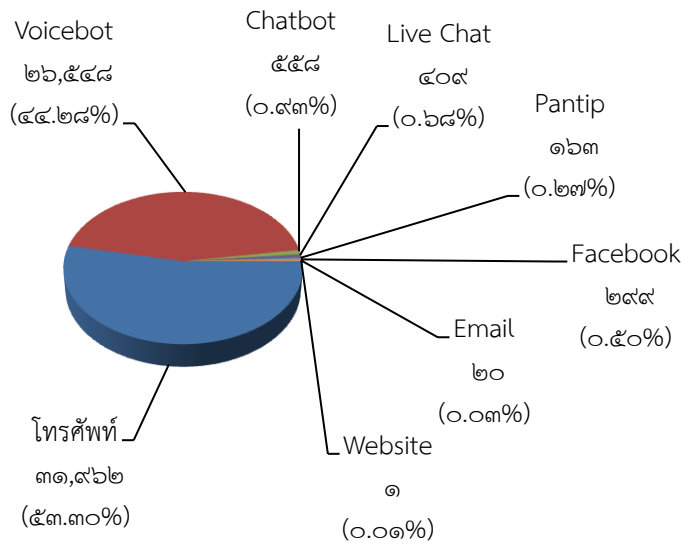 Voicebot
๒๖,๕๔๘
(๔๔.๒๘%)
Chatbot
๕๕๘
(๐.๙๓%)
Live Chat
๔๐๙
(๐.๖๘%)
Pantip
๑๖๓
(๐.๒๗%)
Facebook
๒๙๙
(๐.๕๐%)
Email
๒๐
(๐.๐๓%)
Website
๑
(๐.๐๑%)
โทรศัพท์
๓๑,๙๖๒
(๕๓.๓๐%)